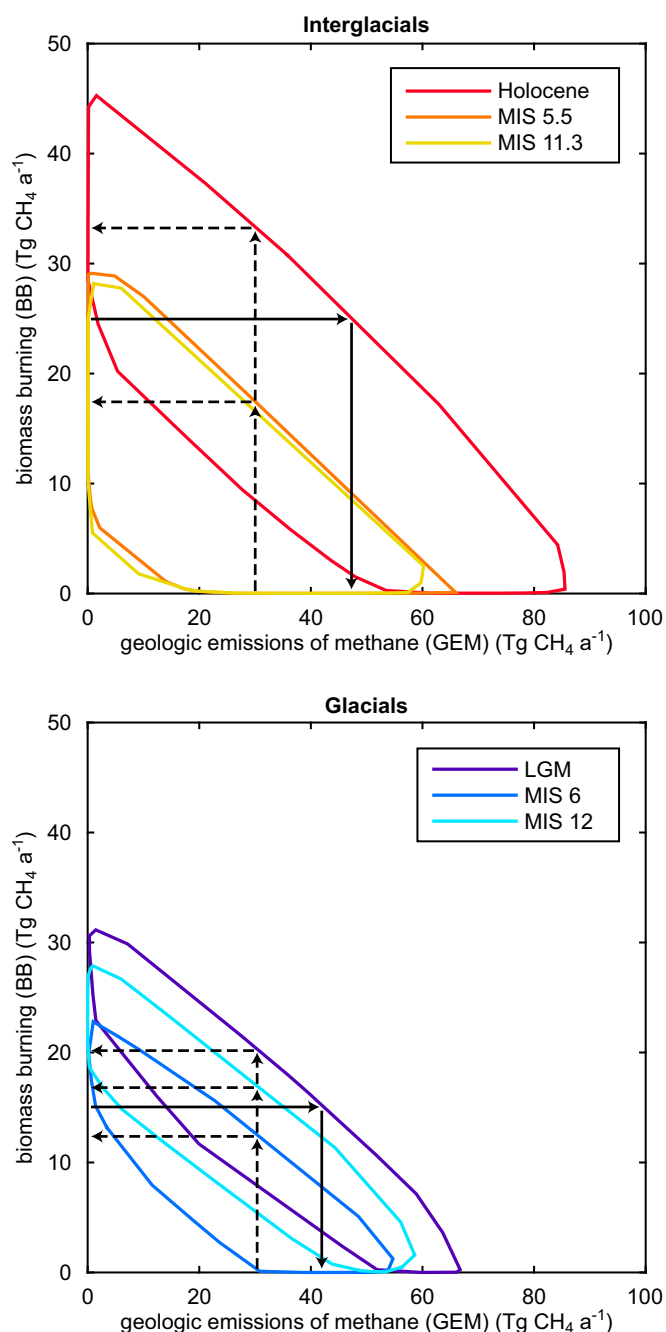 Interglacials
50
40
30
20
10
0
biomass burning (BB) (Tg CH4 a-1)
Holocene
MIS 5.5
MIS 11.3
0 20 40 60 80 100
geologic emissions of methane (GEM) (Tg CH4 a-1)
Glacials
50
40
30
20
10
0
biomass burning (BB) (Tg CH4 a-1)
LGM
MIS 6
MIS 12
0 20 40 60 80 100
geologic emissions of methane (GEM) (Tg CH4 a-1)